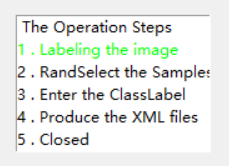 The Operation Steps
1 . Labeling the image
2 . RandSelect the Samples
3 . Enter the ClassLabel
4 . Produce the XML files
5 . Closed